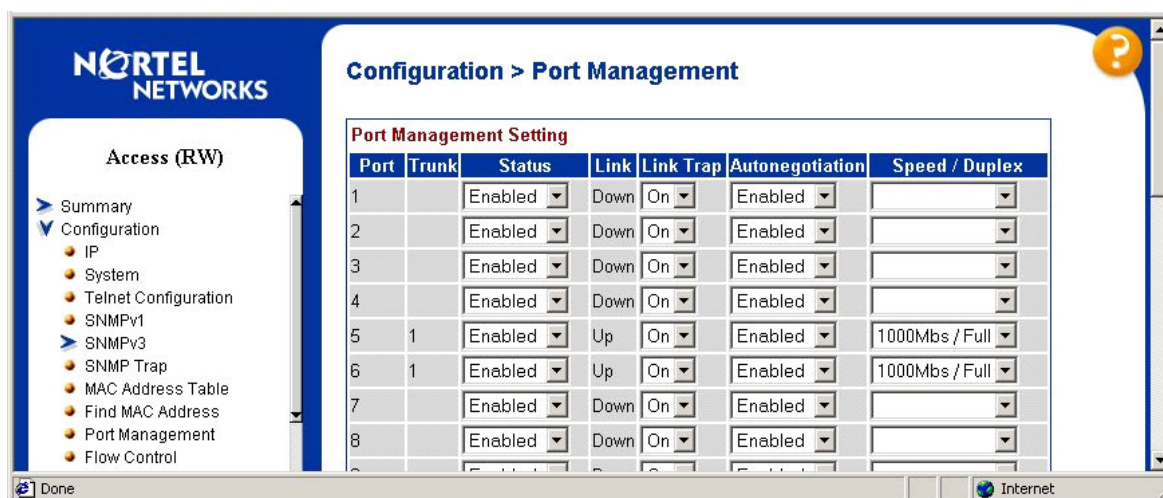 NORTEL
NETWORKS
Access (RW)
Summary
Configuration
IP
System
Telnet Configuration
SNMPv1
SNMPv3
SNMP Trap
MAC Address Table
Find MAC Address
Port Management
Flow Control
Configuration > Port Management
?
Port Management Setting
Port Trunk Status Link Link Trap Autonegotiation Speed / Duplex
1 Enabled Down On Enabled
2 Enabled Down On Enabled
3 Enabled Down On Enabled
4 Enabled Down On Enabled
5 1 Enabled Up On Enabled 1000Mbs / Full
6 1 Enabled Up On Enabled 1000Mbs / Full
7 Enabled Down On Enabled
8 Enabled Down On Enabled
Done Internet